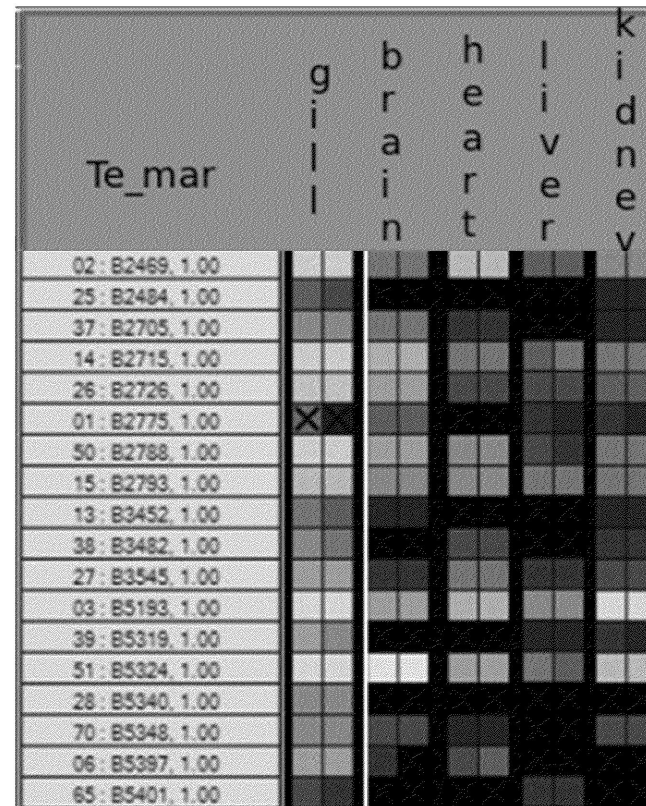 Te_mar
gill
brain
heart
liver
kidney
02 : B2469, 1.00
25 : B2484, 1.00
37 : B2705, 1.00
14 : B2715, 1.00
26 : B2726, 1.00
01 : B2775, 1.00
50 : B2788, 1.00
15 : B2793, 1.00
13 : B3452, 1.00
38 : B3482, 1.00
27 : B3545, 1.00
03 : B5193, 1.00
39 : B5319, 1.00
51 : B5324, 1.00
28 : B5340, 1.00
70 : B5348, 1.00
06 : B5397, 1.00
65 : B5401, 1.00